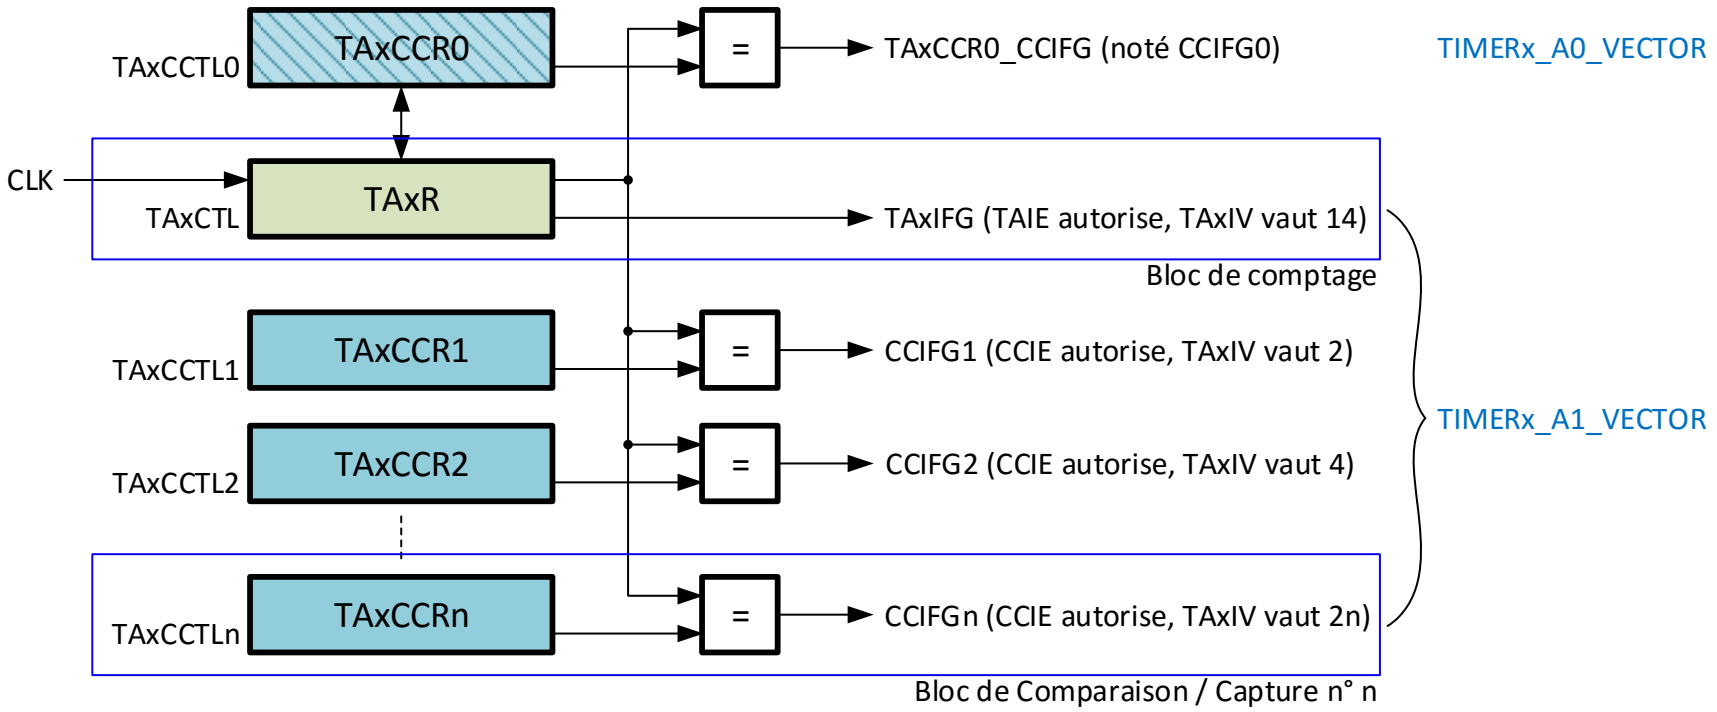 TAxCCR0
TAxCCTL0
=
TAxCCR0_CCIFG (noté CCIFG0)
TIMERx_A0_VECTOR
CLK
TAxR
TAxCTL
TAxIFG (TAIE autorise, TAxIV vaut 14)
Bloc de comptage
TAxCCR1
TAxCCTL1
=
CCIFG1 (CCIE autorise, TAxIV vaut 2)
TIMERx_A1_VECTOR
TAxCCR2
TAxCCTL2
=
CCIFG2 (CCIE autorise, TAxIV vaut 4)
TAxCCRn
TAxCCTLn
=
CCIFGn (CCIE autorise, TAxIV vaut 2n)
Bloc de Comparaison / Capture n° n